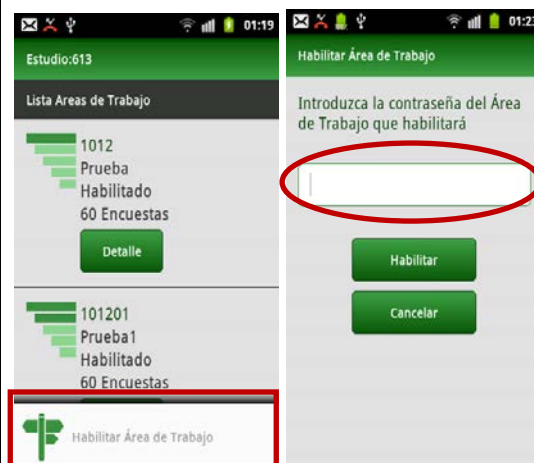 01:19
Estudio:613
Lista Areas de Trabajo
1012
Prueba
Habilitado
60 Encuestas
Detalle
101201
Prueba1
Habilitado
60 Encuestas
Habilitar Área de Trabajo
01:23
Habilitar Área de Trabajo
Introduzca la contraseña del Área
de Trabajo que habilitará
Habilitar
Cancelar